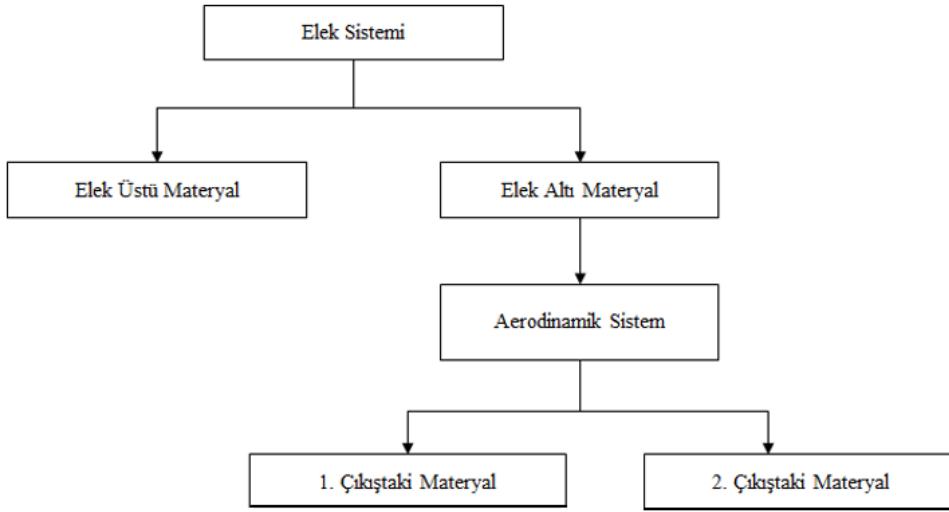 Elek Sistemi
Elek Üstü Materyal
Elek Altı Materyal
Aerodinamik Sistem
1. Çıkıştaki Materyal
2. Çıkıştaki Materyal